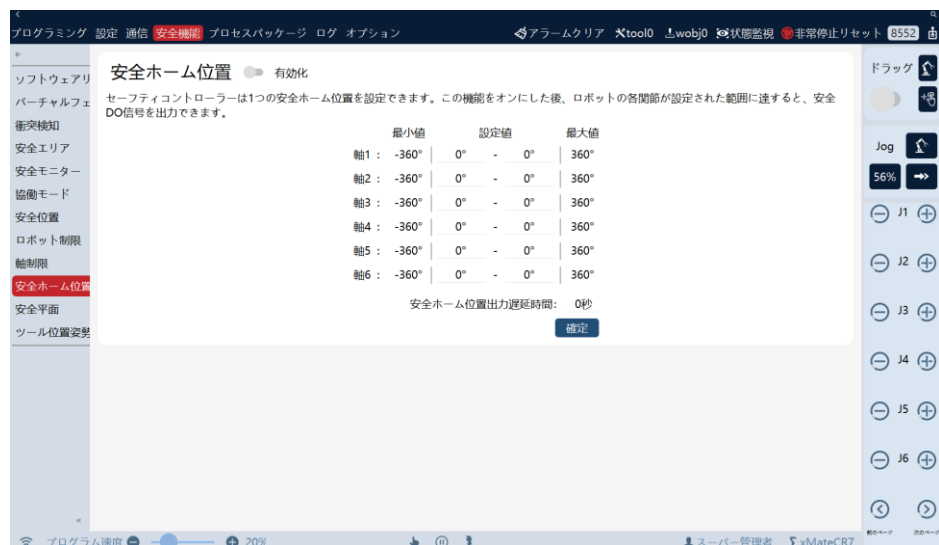 プログラミング 設定 通信 安全機能 プロセスパッケージ ログ オプション アラームクリア tool0 wobj0 状態監視 非常停止リセット 8552
ソフトウェアリ
バーチャルフェ
衝突検知
安全エリア
安全モニター
協働モード
安全位置
ロボット制限
軸制限
安全ホーム位置
安全平面
ツール位置姿勢
安全ホーム位置 有効化
セーフティコントローラーは1つの安全ホーム位置を設定できます。この機能をオンにした後、ロボットの各関節が設定された範囲に達すると、安全
DO信号を出力できます。
最小値 設定値 最大値
軸1 : -360° 0° - 0° 360°
軸2 : -360° 0° - 0° 360°
軸3 : -360° 0° - 0° 360°
軸4 : -360° 0° - 0° 360°
軸5 : -360° 0° - 0° 360°
軸6 : -360° 0° - 0° 360°
安全ホーム位置出力遅延時間: 0秒
確定
ドラッグ
Jog
56%
J1
J2
J3
J4
J5
J6
前のページ 次のページ
プログラム速度 20% スーパー管理者 xMateCR7